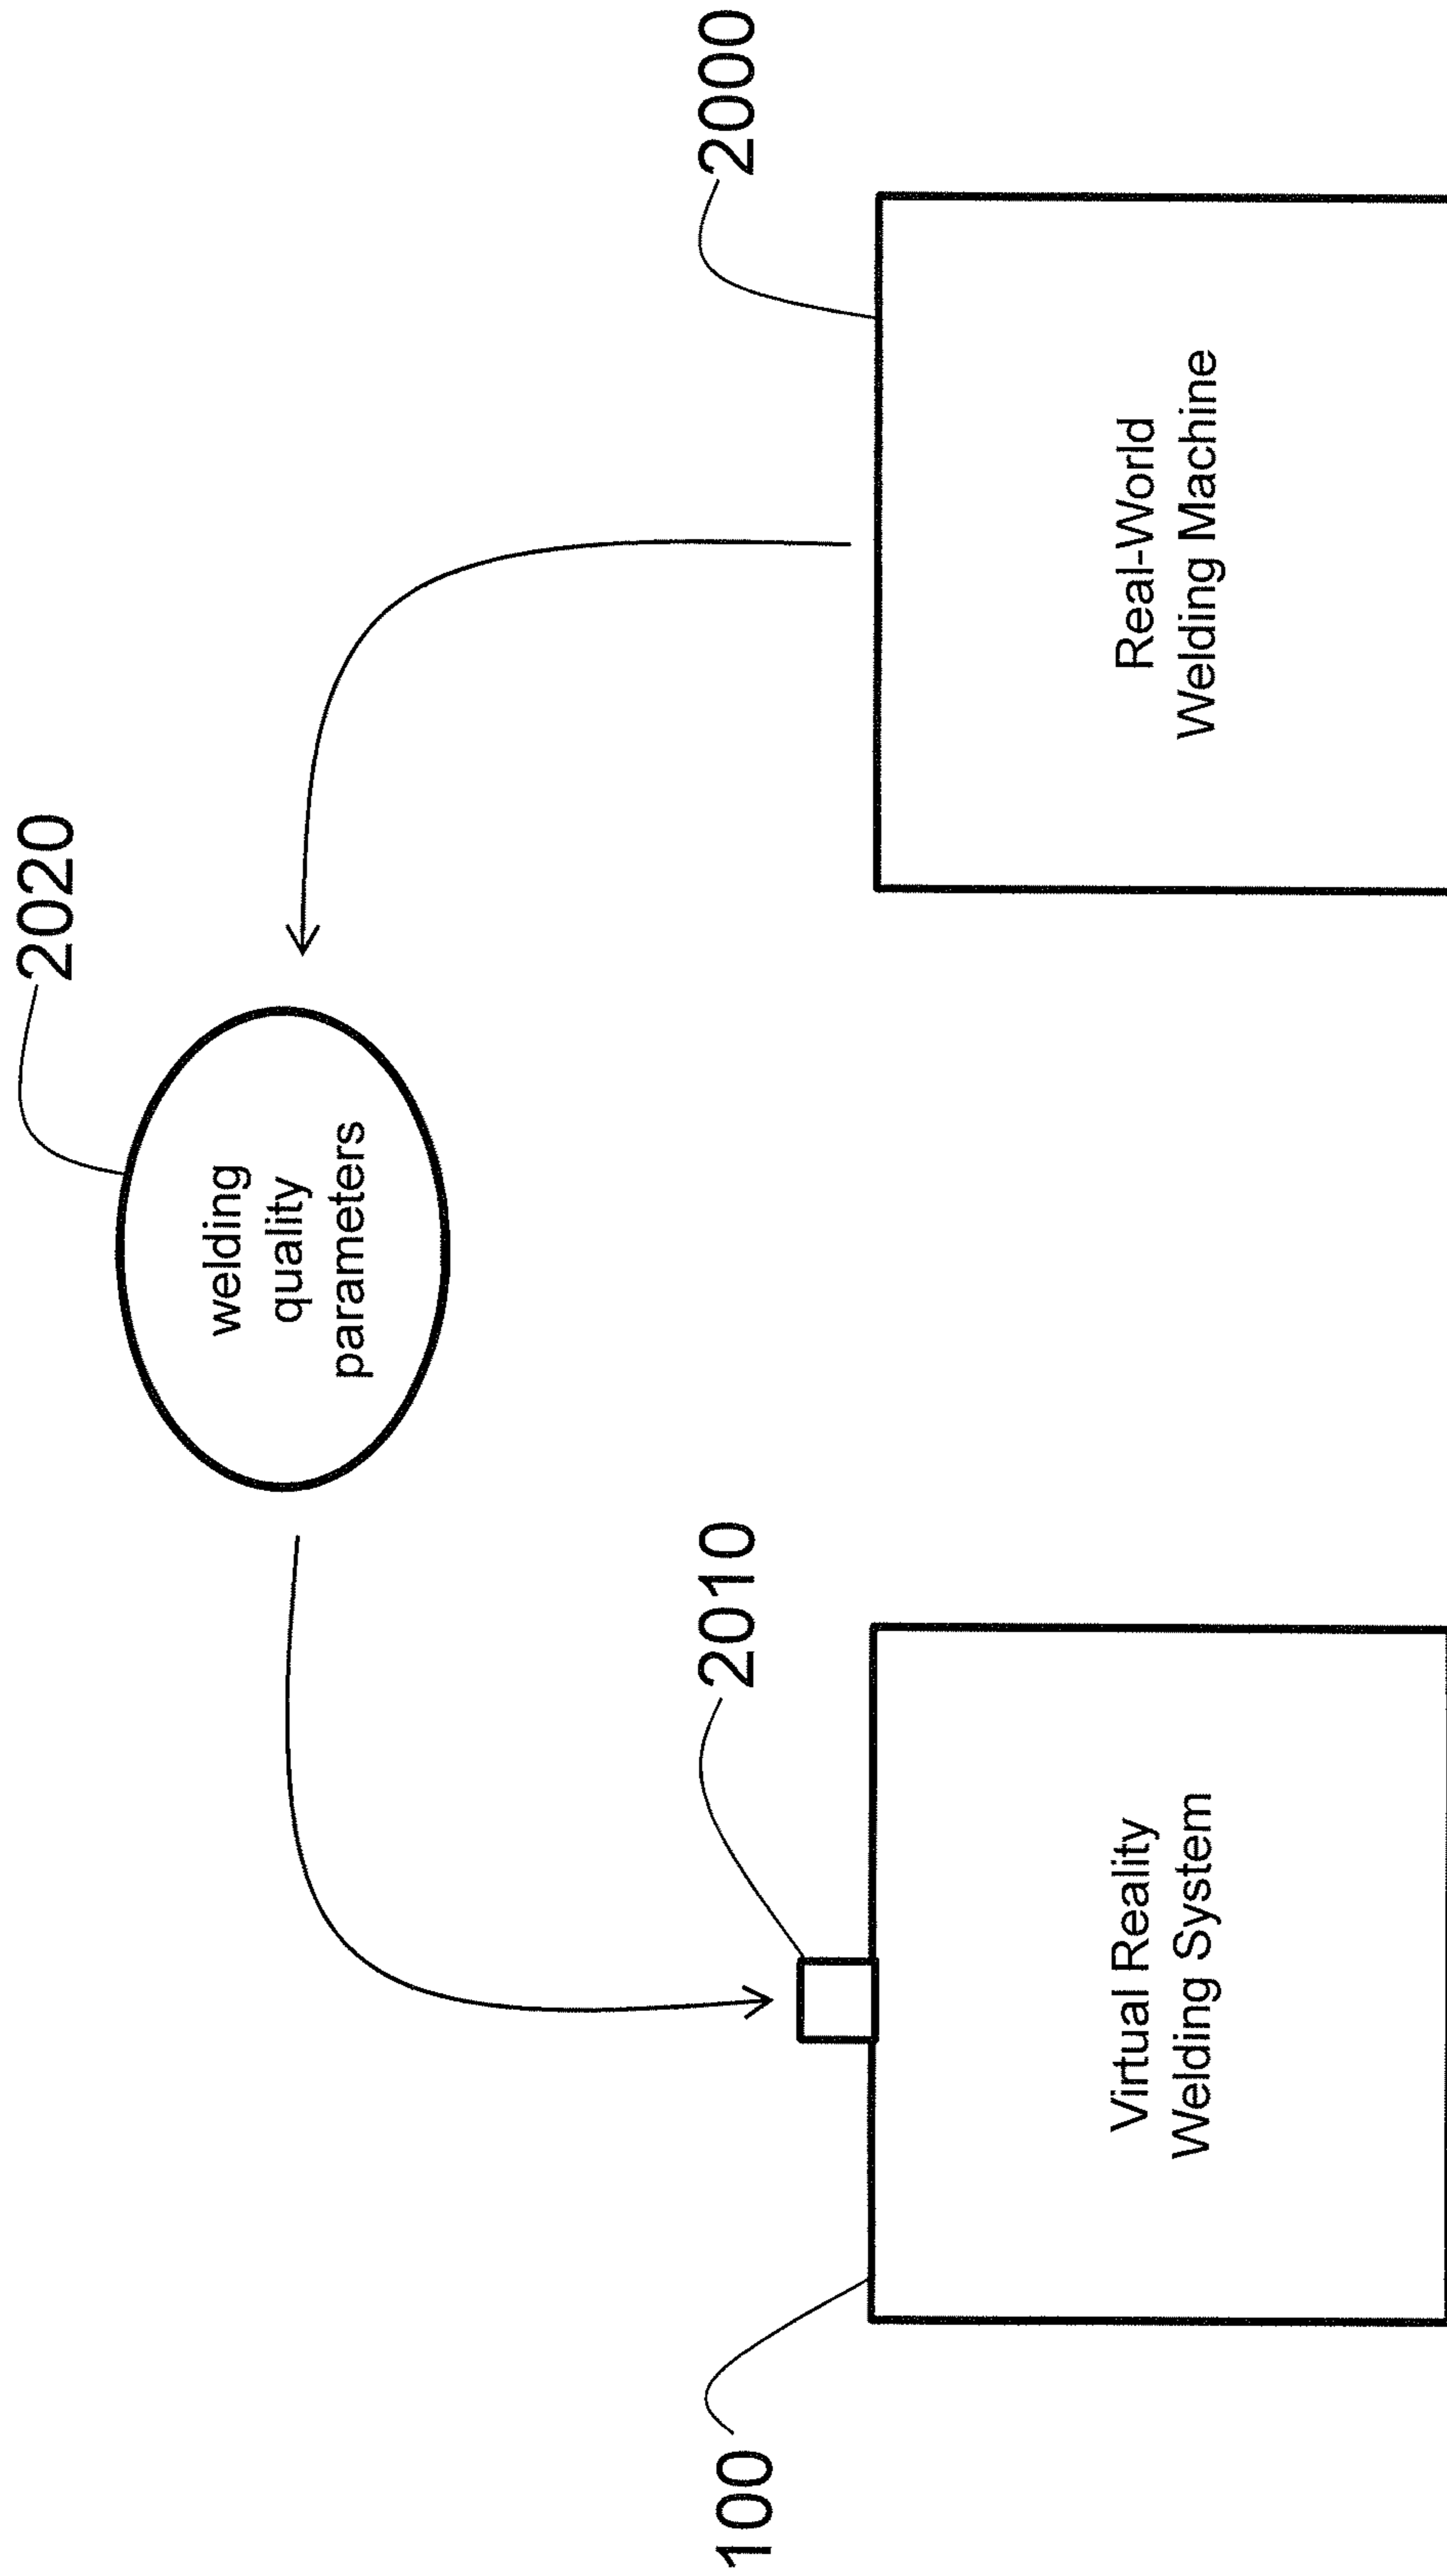 2020
welding
quality
parameters
100
2010
2000
Virtual Reality
Welding System
Real-World
Welding Machine